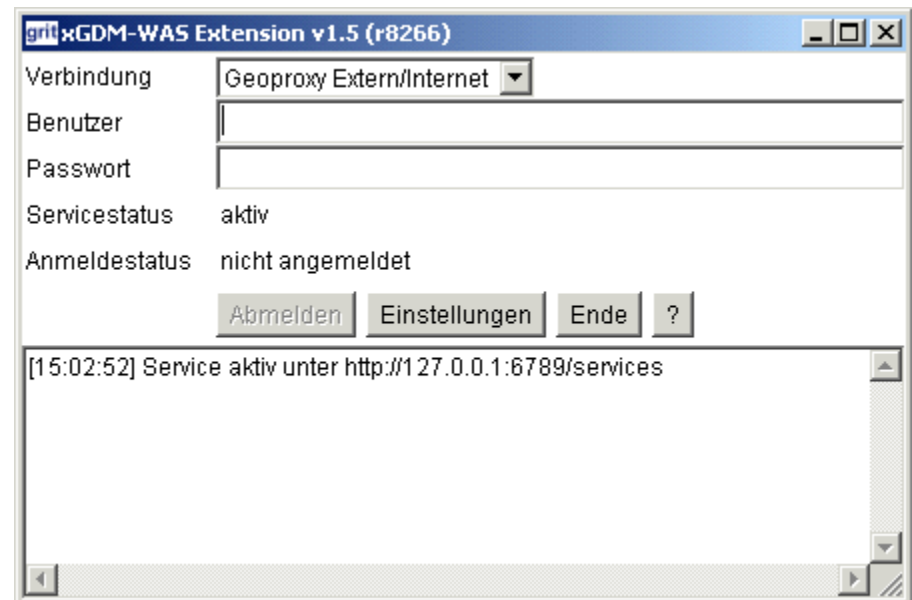 grit xGDM-WAS Extension v1.5 (r8266)
Verbindung Geoproxy Extern/Internet
Benutzer
Passwort
Servicestatus aktiv
Anmeldestatus nicht angemeldet
Abmelden Einstellungen Ende ?
[15:02:52] Service aktiv unter http://127.0.0.1:6789/services